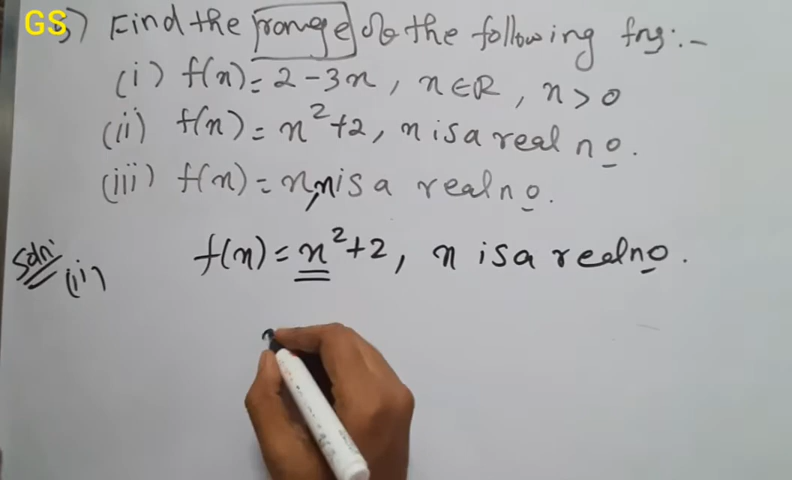 GS
5) Find the range of the following fns:-
(i) f(x) = 2-3x, x∈R, x>0
(ii) f(x) = x²+2, x is a real no.
(iii) f(x) = x, x is a real no.
Soln:
(ii) f(x) = x²+2, x is a real no.